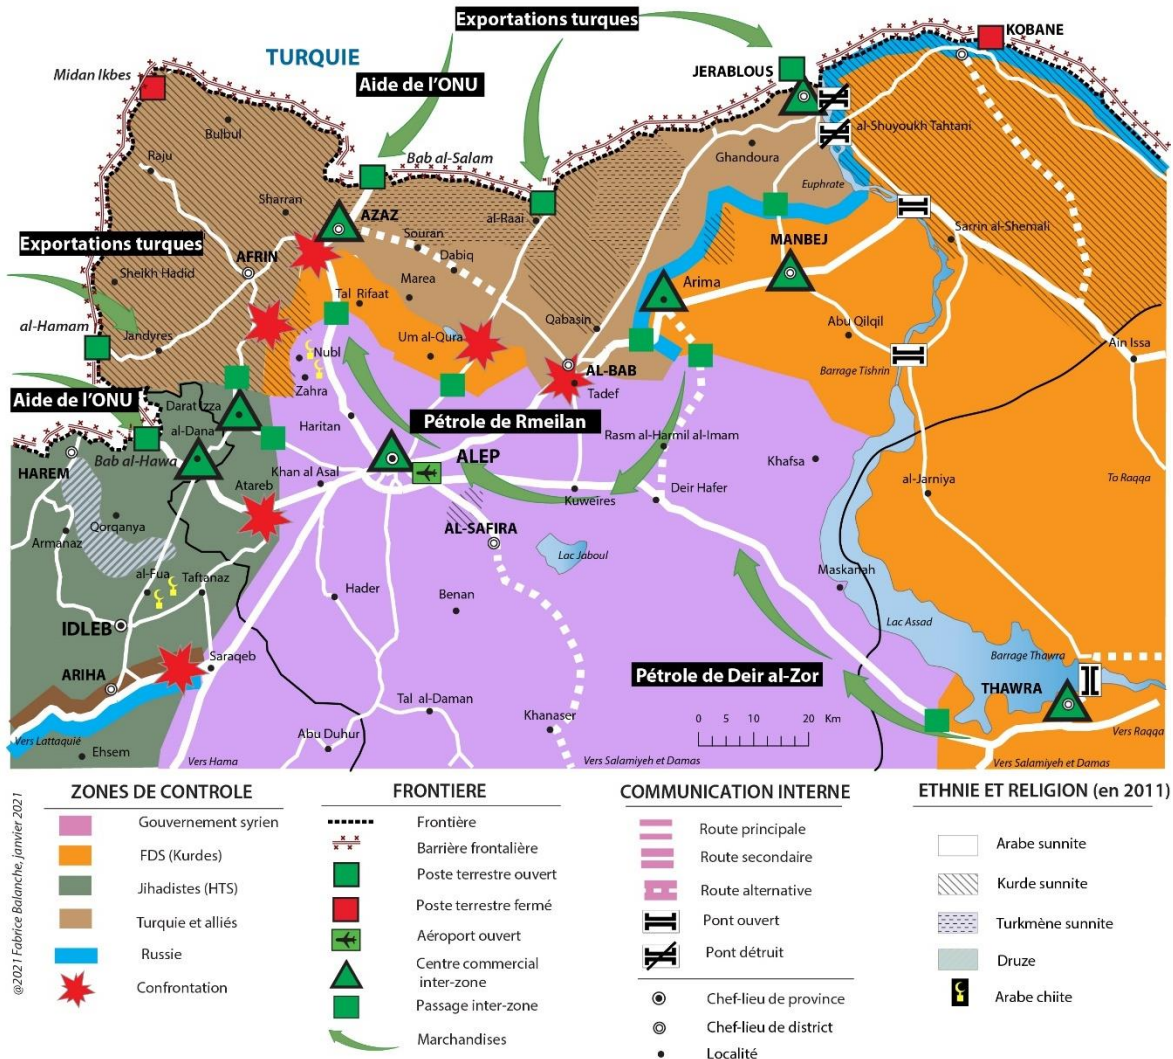 Exportations turques
KOBANE
TURQUIE
Midan Ikbes
JERABLOUS
Aide de l'ONU
Bulbul
al-Shuyoukh Tahtani
Raju
Bab al-Salam
Ghandoura
Euphrate
Sharran
al-Raai
AZAZ
Exportations turques
Souran
Sarrin al-Shemali
AFRIN
Dabiq
MANBEJ
Sheikh Hadid
Marea
Arima
Tal Rifaat
al-Hamam
Qabasin
Abu Qilqil
Jandyres
Um al-Qura
Nubl
Ain Issa
AL-BAB
Barrage Tishrin
Zahra
Tadef
Aide de l'ONU
Darat Izza
Pétrole de Rmeilan
Haritan
al-Dana
Rasm al-Harmil al-Imam
HAREM
Bab al-Hawa
ALEP
Khafsa
Khan al Asal
To Raqqa
Atareb
al-Jarniya
Deir Hafer
Kuweires
Qorqanya
AL-SAFIRA
Armanaz
Lac Jaboul
al-Fua
Taftanaz
Maskanah
Hader
Benan
Lac Assad
IDLEB
Saraqeb
Barrage Thawra
ARIHA
Pétrole de Deir al-Zor
THAWRA
Tal al-Daman
0 5 10 20 Km
Khanaser
Vers Lattaquié
Abu Duhur
Vers Raqqa
Ehsem
Vers Hama
Vers Salamiyeh et Damas
Vers Salamiyeh et Damas
ZONES DE CONTROLE
Gouvernement syrien
FDS (Kurdes)
Jihadistes (HTS)
Turquie et alliés
Russie
Confrontation
FRONTIERE
Frontière
Barrière frontalière
Poste terrestre ouvert
Poste terrestre fermé
Aéroport ouvert
Centre commercial
inter-zone
Passage inter-zone
Marchandises
COMMUNICATION INTERNE
Route principale
Route secondaire
Route alternative
Pont ouvert
Pont détruit
Chef-lieu de province
Chef-lieu de district
Localité
ETHNIE ET RELIGION (en 2011)
Arabe sunnite
Kurde sunnite
Turkmène sunnite
Druze
Arabe chiite
@2021 Fabrice Balanche, janvier 2021